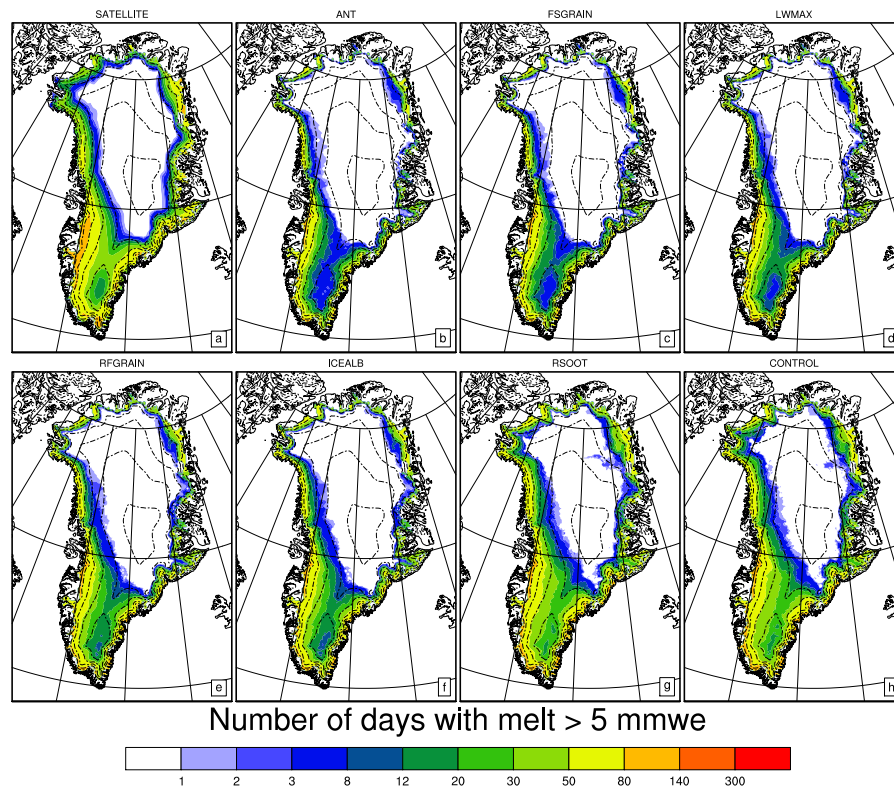 SATELLITE ANT FSGRAIN LWMAX
a b c d
RFGRAIN ICEALB RSOOT CONTROL
e f g h
Number of days with melt > 5 mmwe
1 2 3 8 12 20 30 50 80 140 300